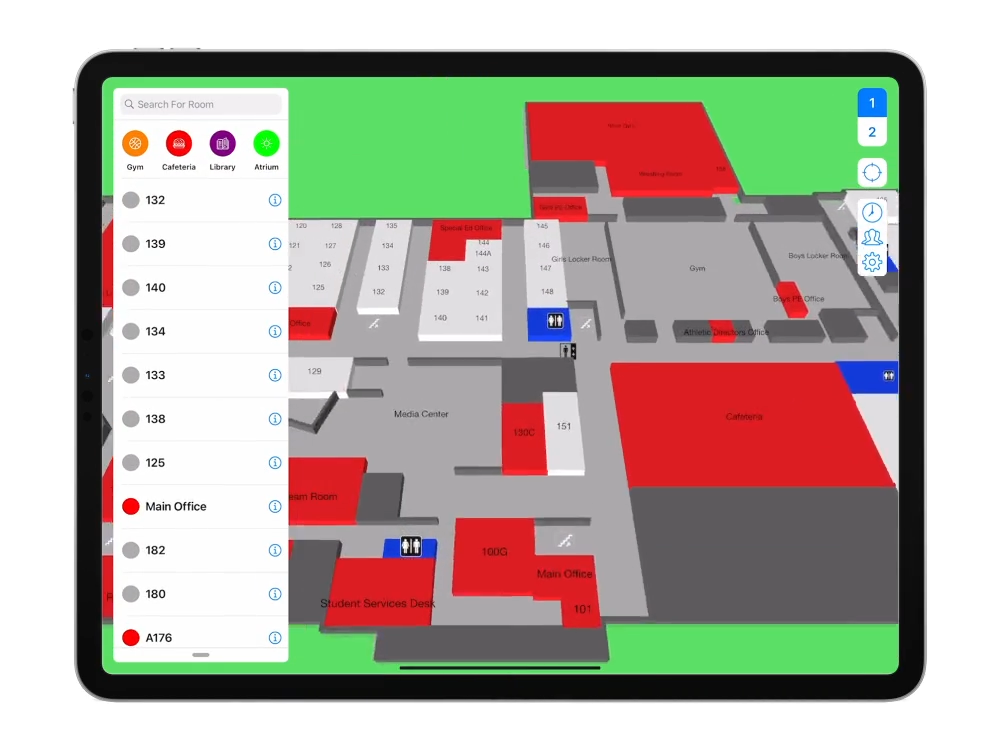 Search For Room
Gym
Cafeteria
Library
Atrium
132
139
140
134
133
138
125
Main Office
182
180
A176
1
2
Wrestling Room
Girls PE Office
120
128
121
127
126
125
135
134
133
132
Special Ed Office
144
144A
138
143
139
142
140
141
145
146
147
148
Girls Locker Room
Gym
Boys Locker Room
Boys PE Office
Athletic Directors Office
Office
129
Media Center
130C
151
Cafeteria
Room
100G
Main Office
101
Student Services Desk